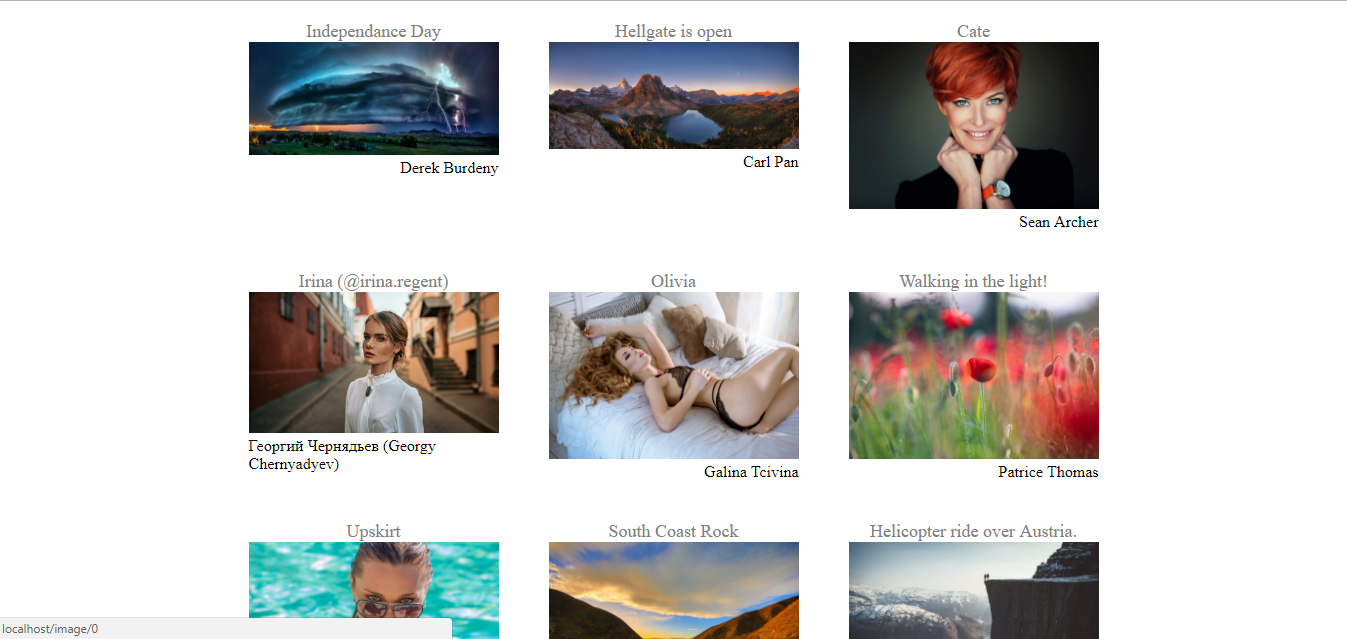 Independance Day
Hellgate is open
Cate
Derek Burdeny
Carl Pan
Sean Archer
Irina (@irina.regent)
Olivia
Walking in the light!
Георгий Чернядьев (Georgy
Chernyadyev)
Galina Tcivina
Patrice Thomas
Upskirt
South Coast Rock
Helicopter ride over Austria.
localhost/image/0